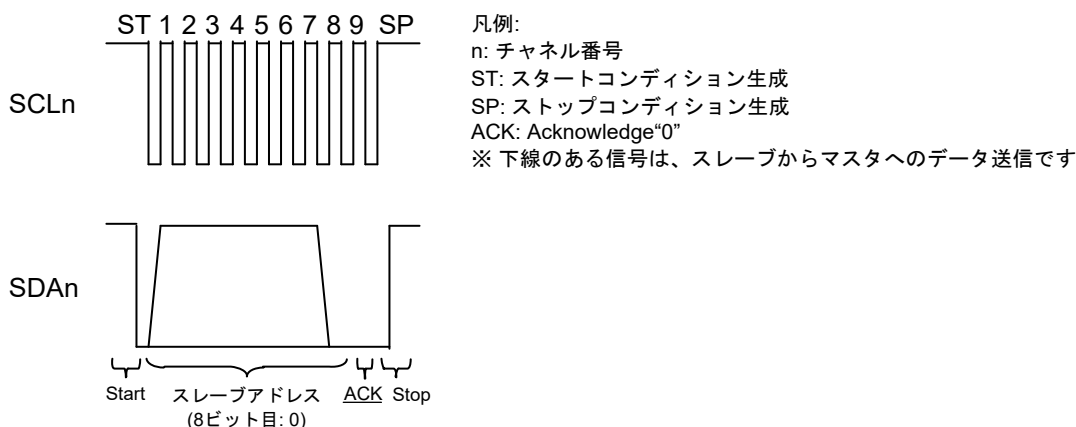 ST 1 2 3 4 5 6 7 8 9 SP
SCLn
凡例:
n: チャネル番号
ST: スタートコンディション生成
SP: ストップコンディション生成
ACK: Acknowledge“0”
※ 下線のある信号は、スレーブからマスタへのデータ送信です
SDAn
Start スレーブアドレス ACK Stop
(8ビット目: 0)